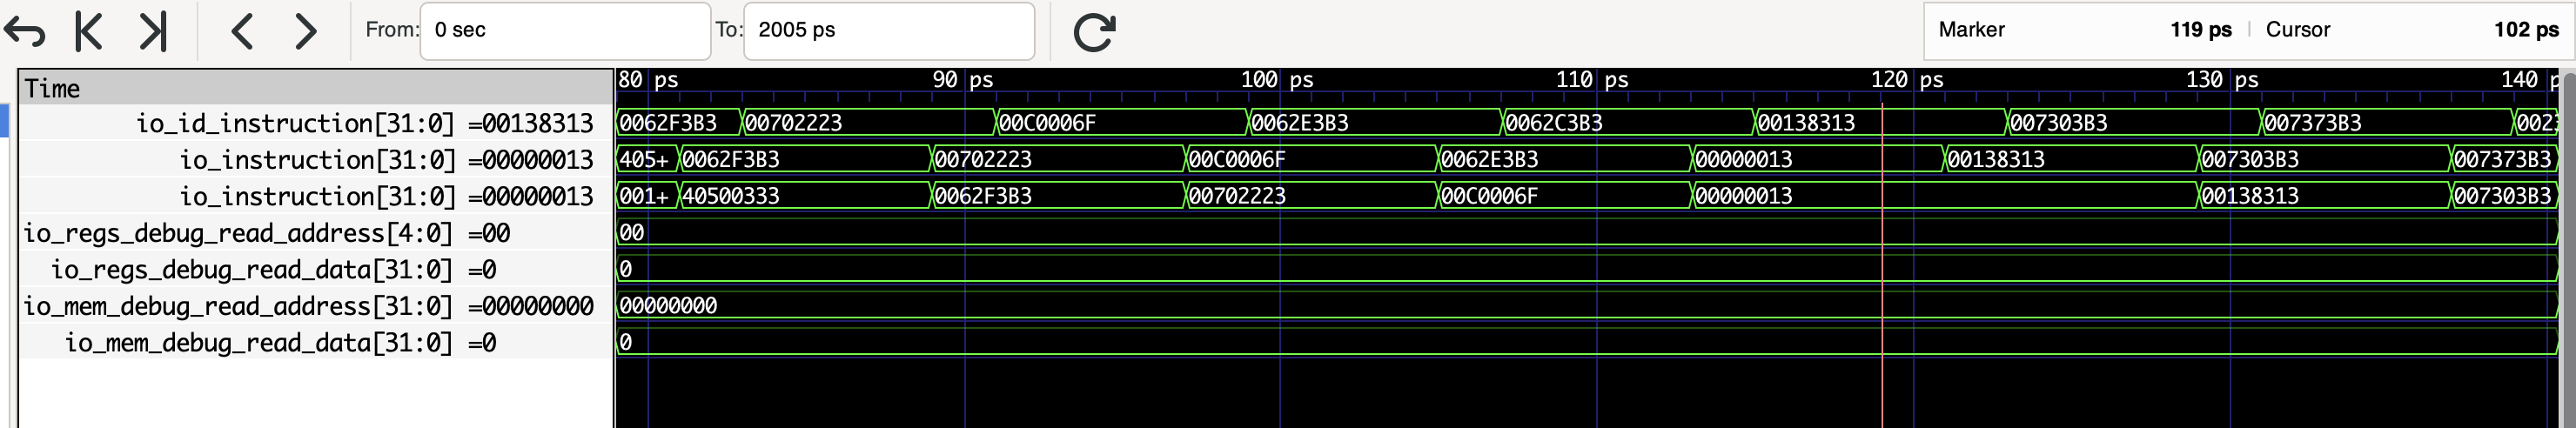 From: 0 sec To: 2005 ps Marker 119 ps Cursor 102 ps
Time 80 ps 90 ps 100 ps 110 ps 120 ps 130 ps 140 p
io_id_instruction[31:0] =00138313 0062F3B3 00702223 00C0006F 0062E3B3 0062C3B3 00138313 007303B3 007373B3 0023
io_instruction[31:0] =00000013 405+ 0062F3B3 00702223 00C0006F 0062E3B3 00000013 00138313 007303B3 007373B3
io_instruction[31:0] =00000013 001+ 40500333 0062F3B3 00702223 00C0006F 00000013 00138313 007303B3
io_regs_debug_read_address[4:0] =00 00
io_regs_debug_read_data[31:0] =0 0
io_mem_debug_read_address[31:0] =00000000 00000000
io_mem_debug_read_data[31:0] =0 0